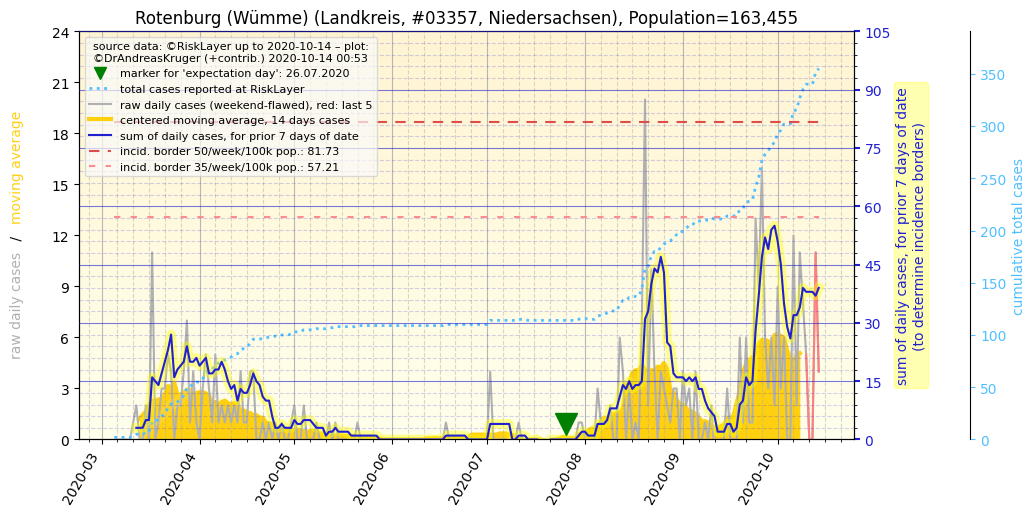 Rotenburg (Wümme) (Landkreis, #03357, Niedersachsen), Population=163,455
source data: ©RiskLayer up to 2020-10-14 – plot:
©DrAndreasKruger (+contrib.) 2020-10-14 00:53
marker for 'expectation day': 26.07.2020
total cases reported at RiskLayer
raw daily cases (weekend-flawed), red: last 5
centered moving average, 14 days cases
sum of daily cases, for prior 7 days of date
incid. border 50/week/100k pop.: 81.73
incid. border 35/week/100k pop.: 57.21
raw daily cases / moving average
24
21
18
15
12
9
6
3
0
2020-03
2020-04
2020-05
2020-06
2020-07
2020-08
2020-09
2020-10
105
90
75
60
45
30
15
0
sum of daily cases, for prior 7 days of date
(to determine incidence borders)
350
300
250
200
150
100
50
0
cumulative total cases